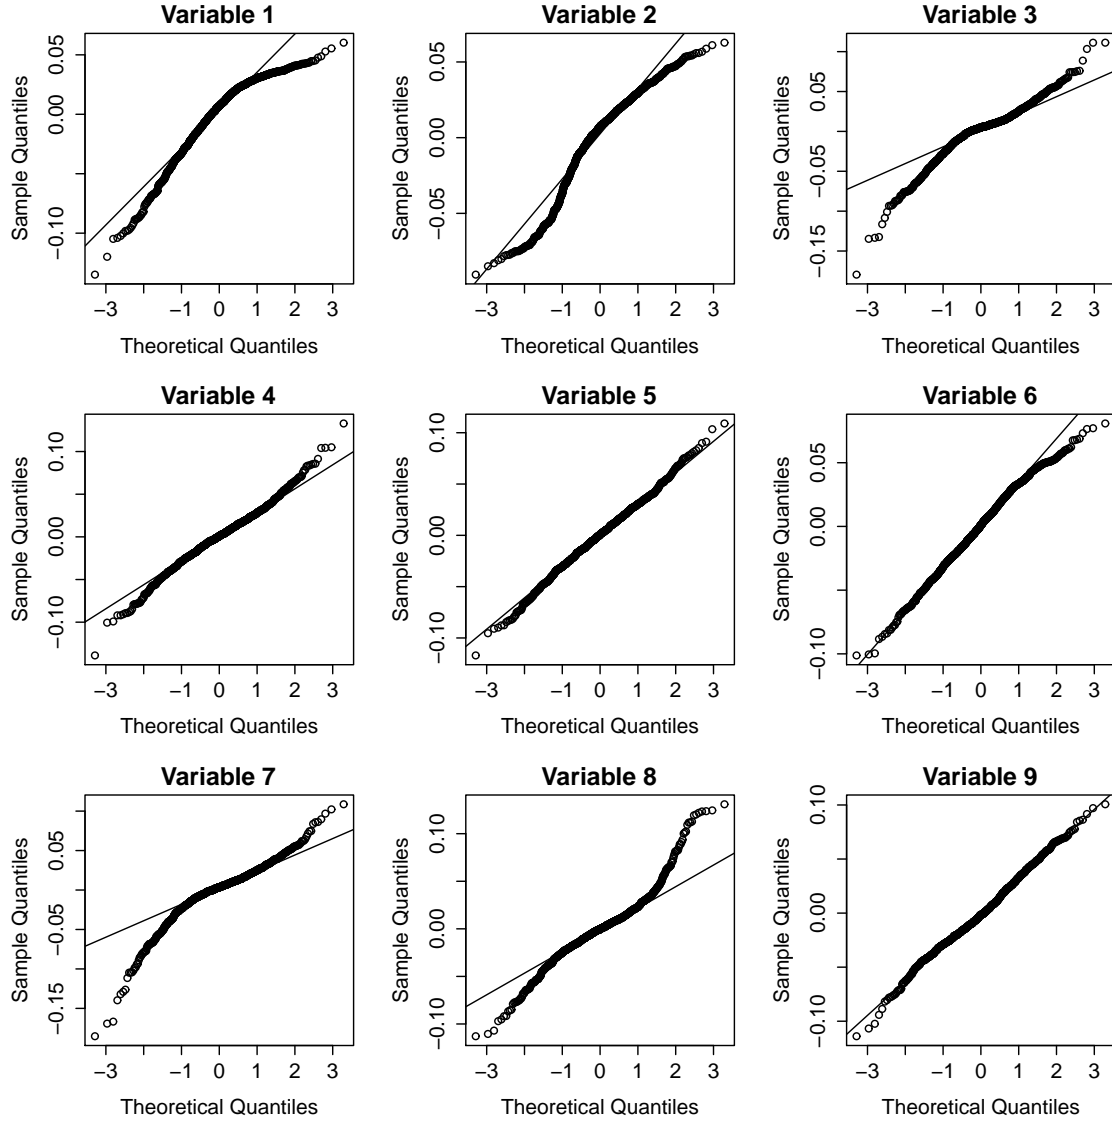 Variable 1
Sample Quantiles
0.05
0.00
−0.10
−3 −1 0 1 2 3
Theoretical Quantiles
Variable 2
Sample Quantiles
0.05
0.00
−0.05
−3 −1 0 1 2 3
Theoretical Quantiles
Variable 3
Sample Quantiles
0.05
−0.05
−0.15
−3 −1 0 1 2 3
Theoretical Quantiles
Variable 4
Sample Quantiles
0.10
0.00
−0.10
−3 −1 0 1 2 3
Theoretical Quantiles
Variable 5
Sample Quantiles
0.10
0.00
−0.10
−3 −1 0 1 2 3
Theoretical Quantiles
Variable 6
Sample Quantiles
0.05
0.00
−0.10
−3 −1 0 1 2 3
Theoretical Quantiles
Variable 7
Sample Quantiles
0.05
−0.05
−0.15
−3 −1 0 1 2 3
Theoretical Quantiles
Variable 8
Sample Quantiles
0.10
0.00
−0.10
−3 −1 0 1 2 3
Theoretical Quantiles
Variable 9
Sample Quantiles
0.10
0.00
−0.10
−3 −1 0 1 2 3
Theoretical Quantiles